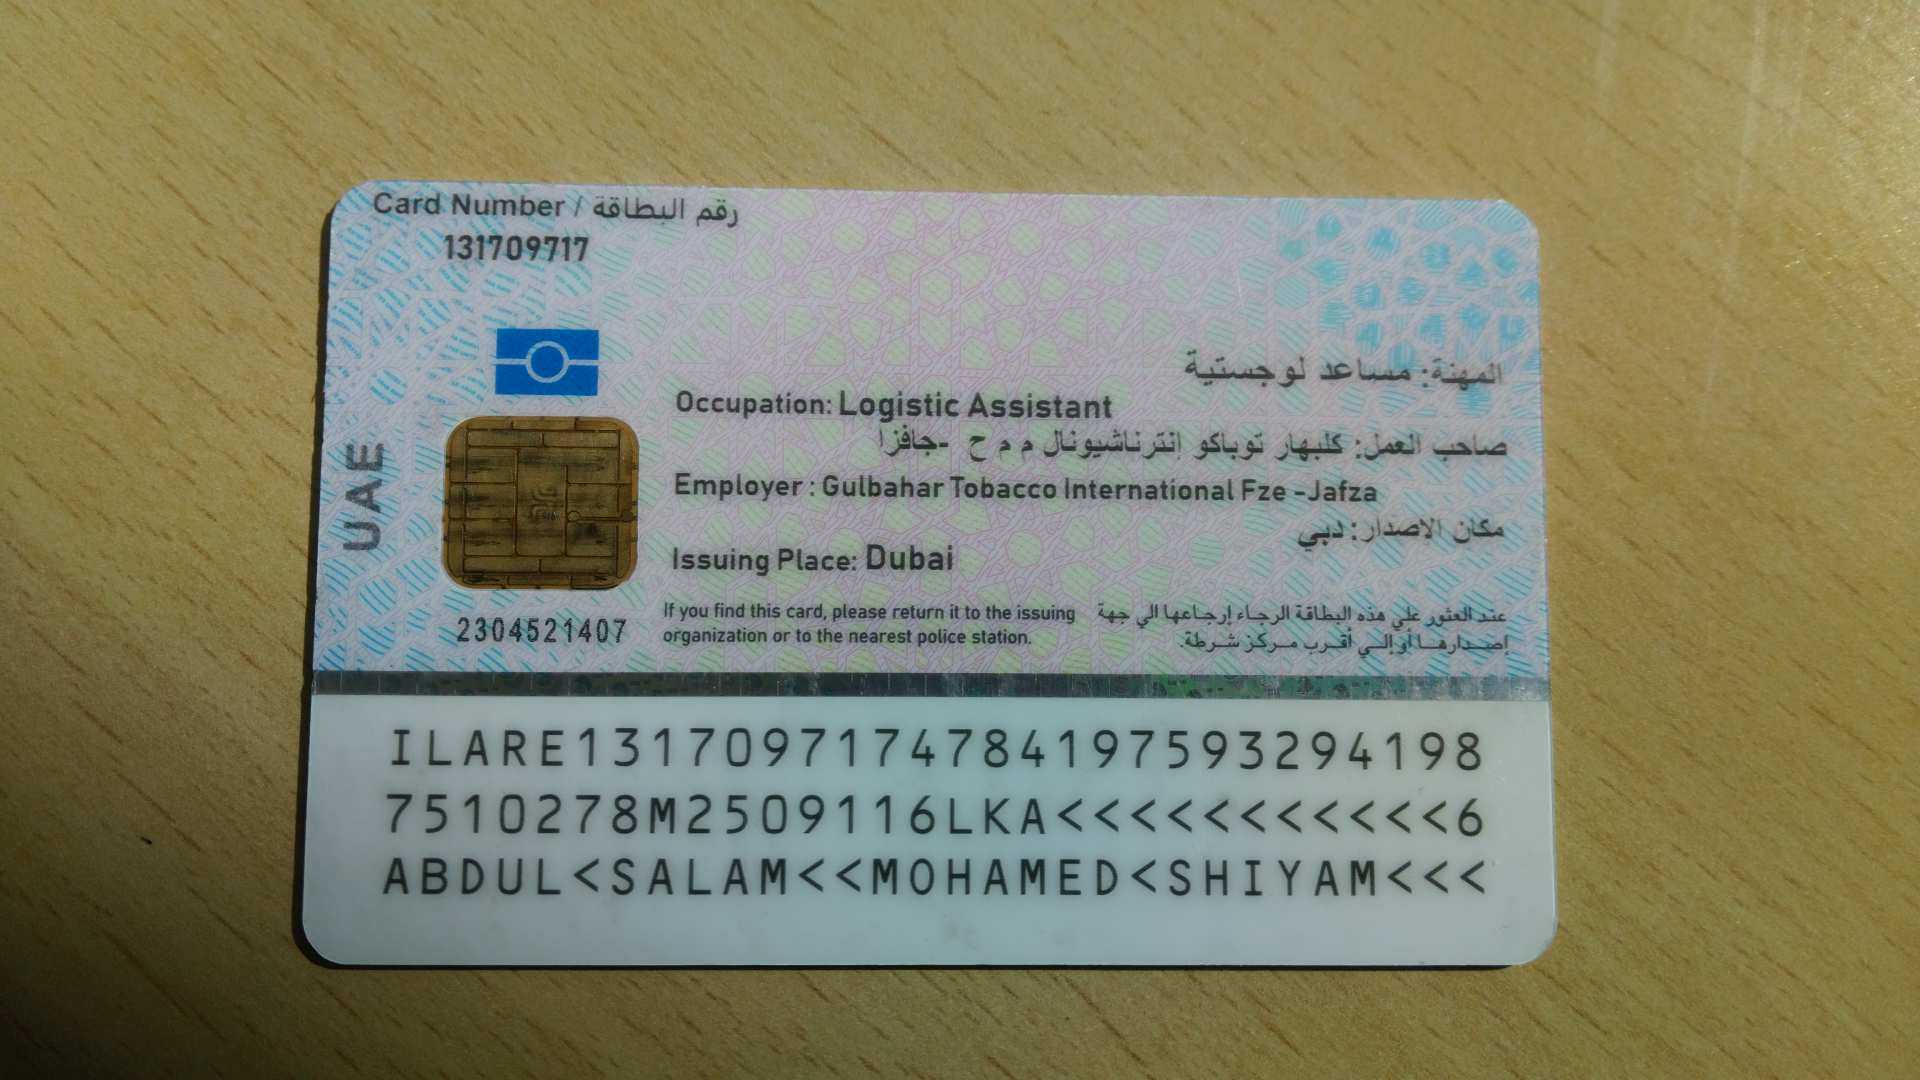 Card Number / رقم البطاقة
131709717
المهنة: مساعد لوجستية
Occupation: Logistic Assistant
صاحب العمل: كلبهار توباكو إنترناشيونال م م ح -جافزا
Employer : Gulbahar Tobacco International Fze -Jafza
مكان الاصدار: دبي
Issuing Place: Dubai
UAE
2304521407
If you find this card, please return it to the issuing
organization or to the nearest police station.
عند العثور علي هذه البطاقة الرجاء إرجاعها الي جهة
إصدارها أو إلي أقرب مركز شرطة.
ILARE1317097174784197593294198
7510278M2509116LKA<<<<<<<<<<<6
ABDUL<SALAM<<MOHAMED<SHIYAM<<<